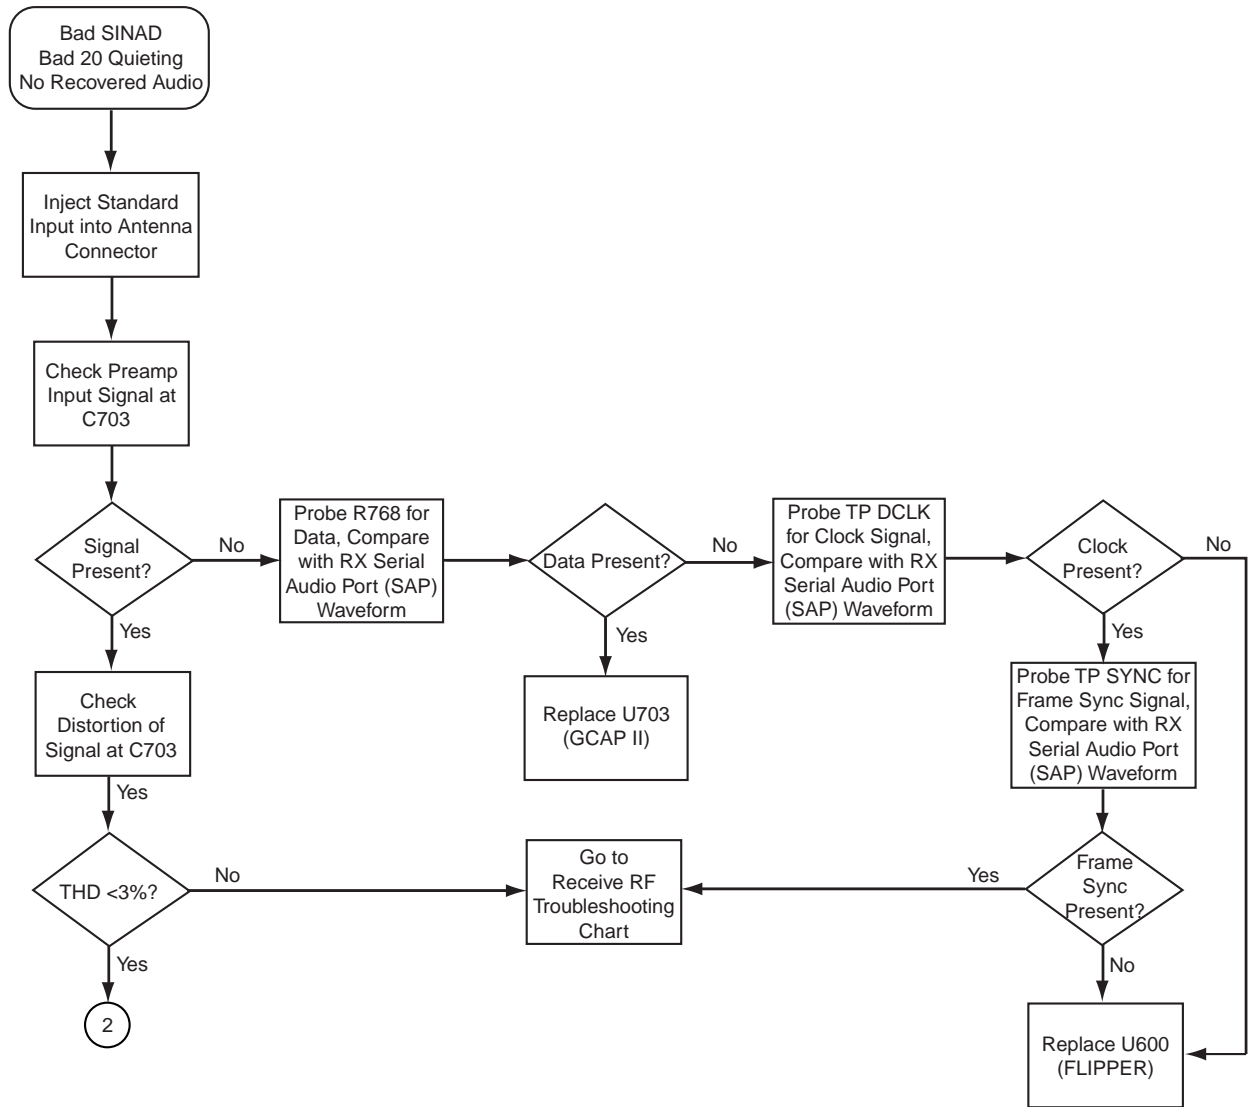 Bad SINAD
Bad 20 Quieting
No Recovered Audio
Inject Standard
Input into Antenna
Connector
Check Preamp
Input Signal at
C703
Signal
Present?
No
Probe R768 for
Data, Compare
with RX Serial
Audio Port (SAP)
Waveform
Data Present?
No
Probe TP DCLK
for Clock Signal,
Compare with RX
Serial Audio Port
(SAP) Waveform
Clock
Present?
No
Yes
Yes
Yes
Check
Distortion of
Signal at C703
Replace U703
(GCAP II)
Probe TP SYNC for
Frame Sync Signal,
Compare with RX
Serial Audio Port
(SAP) Waveform
Yes
THD <3%?
No
Go to
Receive RF
Troubleshooting
Chart
Yes
Frame
Sync
Present?
Yes
No
2
Replace U600
(FLIPPER)